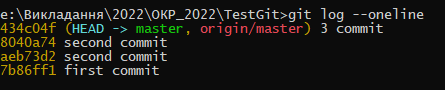 e:\Викладання\2022\ОКР_2022\TestGit>git log --oneline
434c04f (HEAD -> master, origin/master) 3 commit
8040a74 second commit
aeb73d2 second commit
7b86ff1 first commit